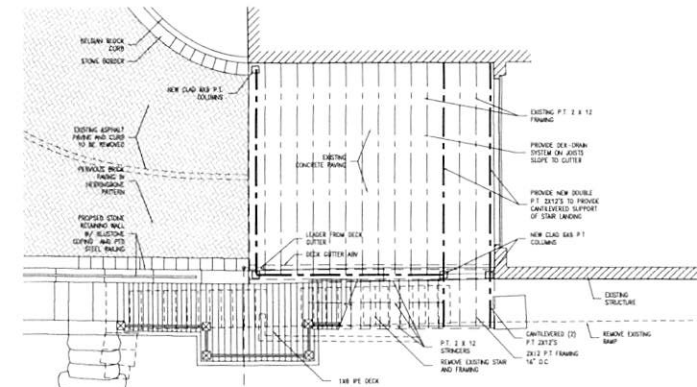 BELGIAN BLOCK
CURB
STONE BORDER
NEW CLAD 8X8 P.T.
COLUMNS
EXISTING ASPHALT
PAVING AND CURB
TO BE REMOVED
PERVIOUS BRICK
PAVING IN
HERRINGBONE
PATTERN
PROPSED STONE
RETAINING WALL
W/ BLUSTONE
COPING AND PTD
STEEL RAILING
EXISTING
CONCRETE PAVING
LEADER FROM DECK
GUTTER
DECK GUTTER ABV
EXISTING P.T. 2 X 12
FRAMING
PROVIDE DEK-DRAIN
SYSTEM ON JOISTS
SLOPE TO GUTTER
PROVIDE NEW DOUBLE
P.T. 2X12'S TO PROVIDE
CANTILEVERED SUPPORT
OF STAIR LANDING
NEW CLAD 6X6 P.T.
COLUMNS
EXISTING
STRUCTURE
REMOVE EXISTING
RAMP
CANTILEVERED (2)
P.T 2X12'S
2X12 P.T FRAMING
16" O.C
P.T. 2 X 12
STRINGERS
REMOVE EXISTING STAIR
AND FRAMING
1X6 IPE DECK